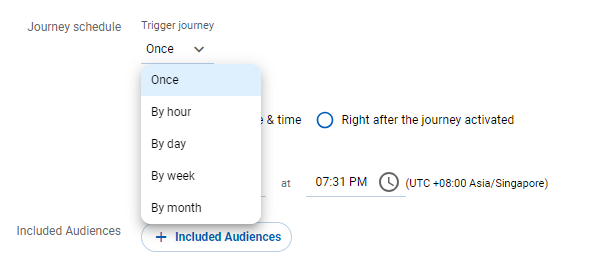 Journey schedule
Trigger journey
Once
Once
By hour
& time
Right after the journey activated
By day
By week
at
07:31 PM
(UTC +08:00 Asia/Singapore)
By month
Included Audiences
+ Included Audiences